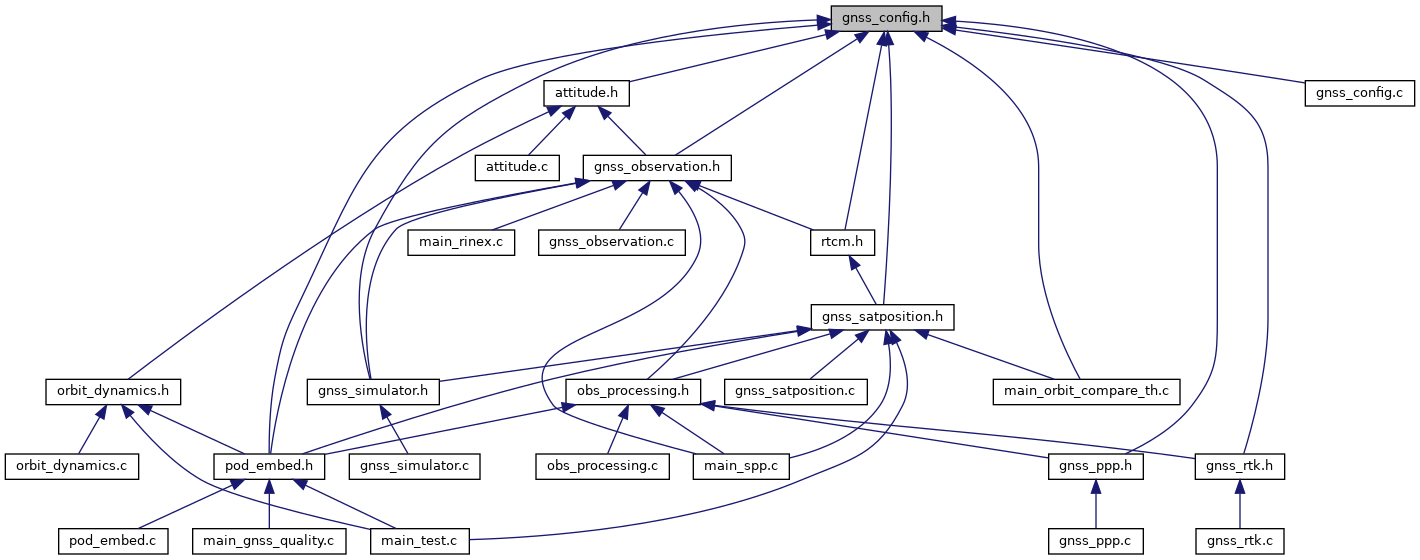 gnss_config.h
attitude.h
gnss_config.c
attitude.c
gnss_observation.h
main_rinex.c
gnss_observation.c
rtcm.h
gnss_satposition.h
orbit_dynamics.h
gnss_simulator.h
obs_processing.h
gnss_satposition.c
main_orbit_compare_th.c
orbit_dynamics.c
pod_embed.h
gnss_simulator.c
obs_processing.c
main_spp.c
gnss_ppp.h
gnss_rtk.h
pod_embed.c
main_gnss_quality.c
main_test.c
gnss_ppp.c
gnss_rtk.c